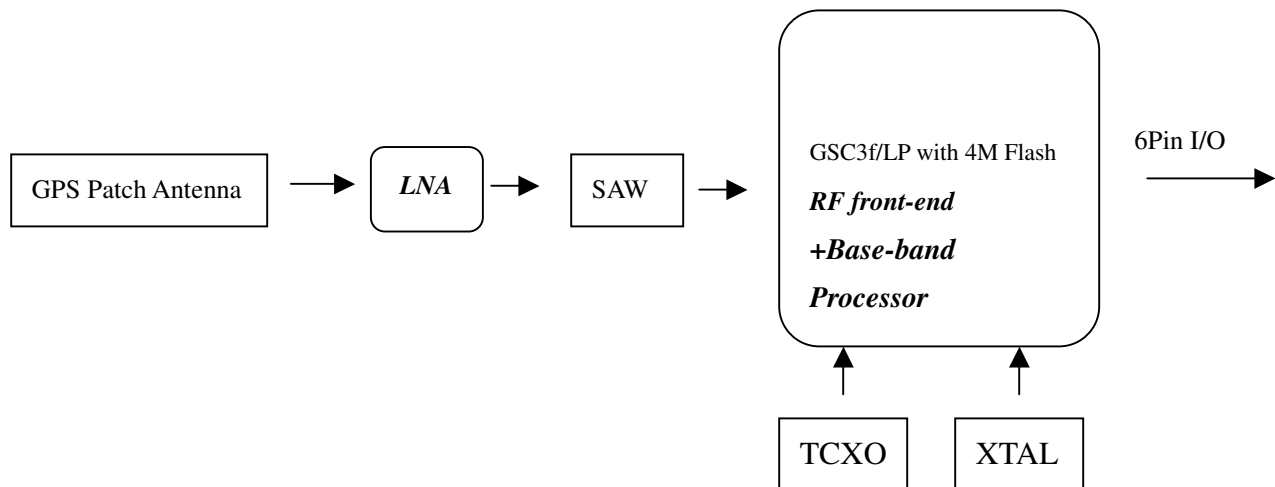 GPS Patch Antenna
LNA
SAW
GSC3f/LP with 4M Flash
RF front-end
+Base-band
Processor
6Pin I/O
TCXO
XTAL